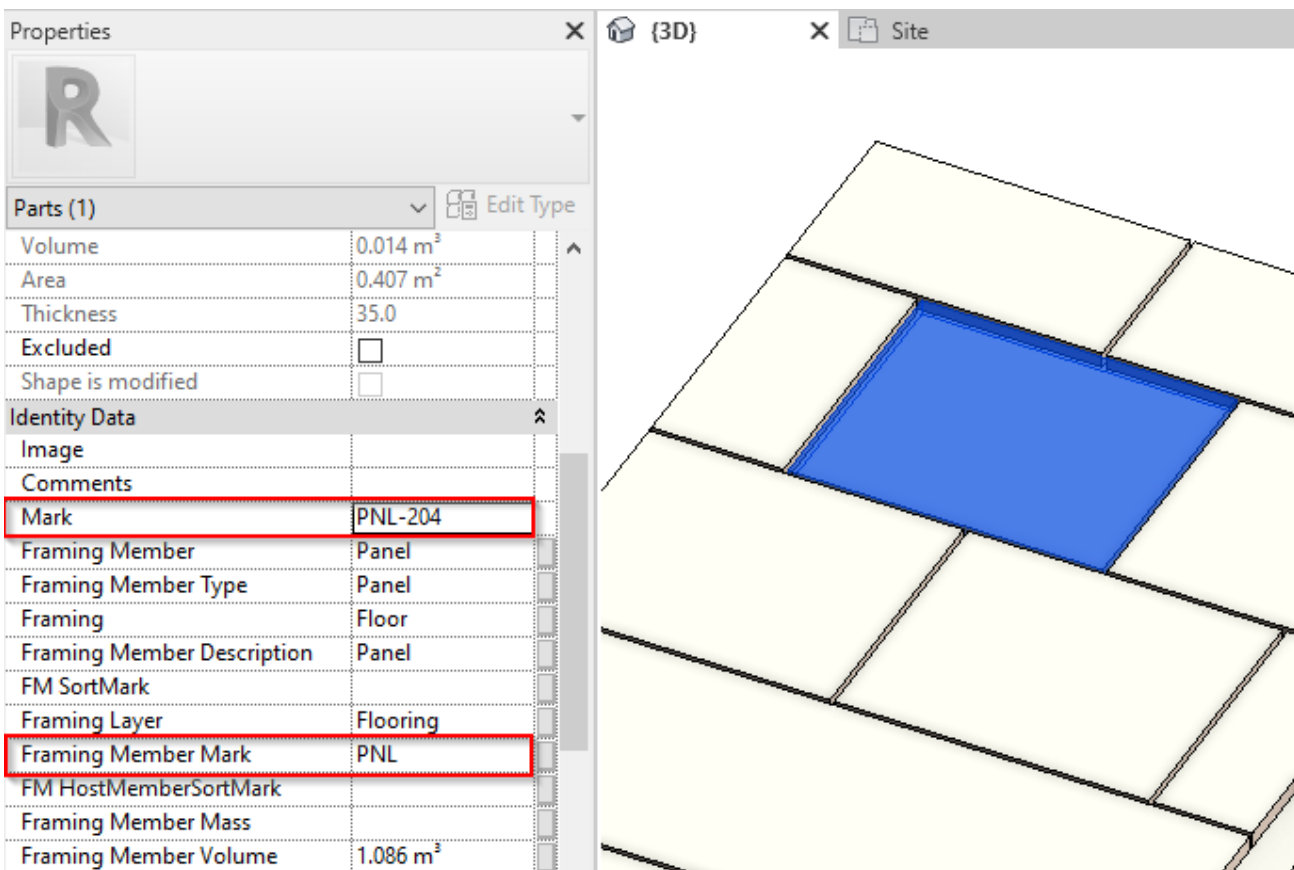 Properties
{3D}
Site
R
Parts (1)
Edit Type
Volume 0.014 m³
Area 0.407 m²
Thickness 35.0
Excluded
Shape is modified
Identity Data
Image
Comments
Mark PNL-204
Framing Member Panel
Framing Member Type Panel
Framing Floor
Framing Member Description Panel
FM SortMark
Framing Layer Flooring
Framing Member Mark PNL
FM HostMemberSortMark
Framing Member Mass
Framing Member Volume 1.086 m³